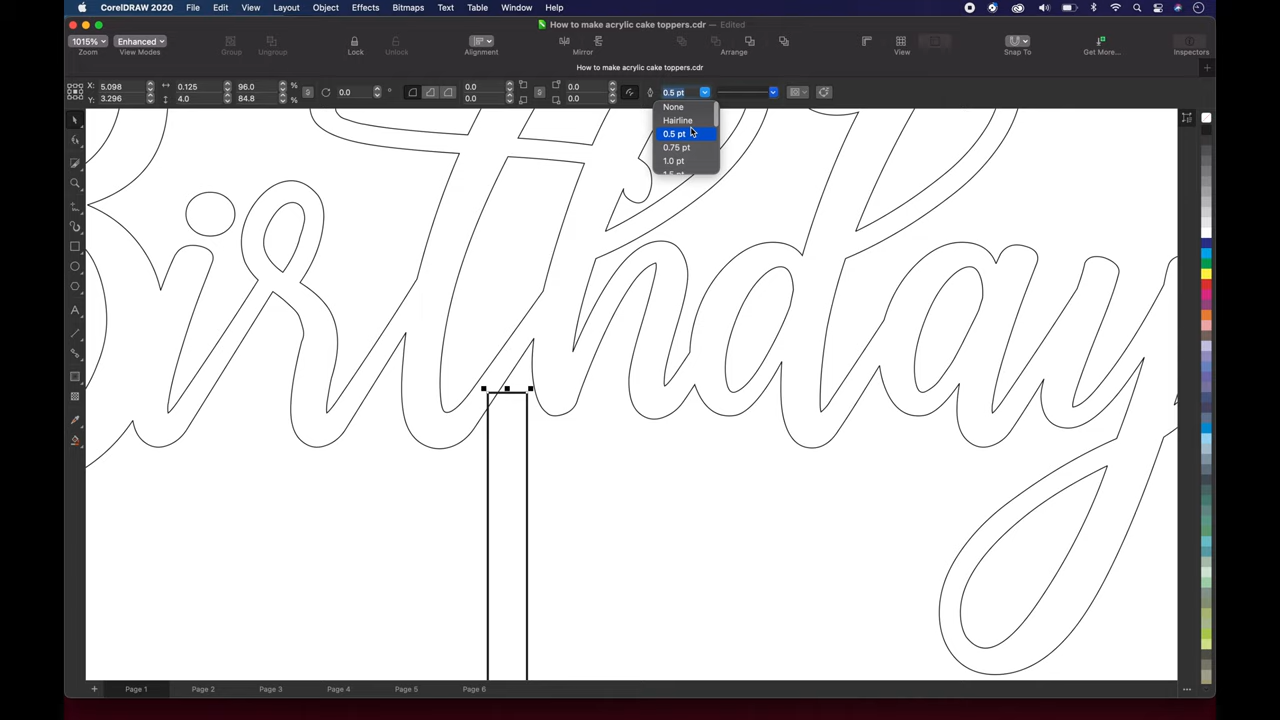 CorelDRAW 2020 File Edit View Layout Object Effects Bitmaps Text Table Window Help
How to make acrylic cake toppers.cdr — Edited
1015% Enhanced
Zoom View Modes Group Ungroup Lock Unlock Alignment Mirror Arrange View Snap To Get More... Inspectors
How to make acrylic cake toppers.cdr
X: 5.098 0.125 96.0 % 0.0 ° 0.0 0.0 0.5 pt
Y: 3.296 4.0 84.8 % 0.0 0.0
None
Hairline
0.5 pt
0.75 pt
1.0 pt
1.5 pt
Birthday
Page 1 Page 2 Page 3 Page 4 Page 5 Page 6